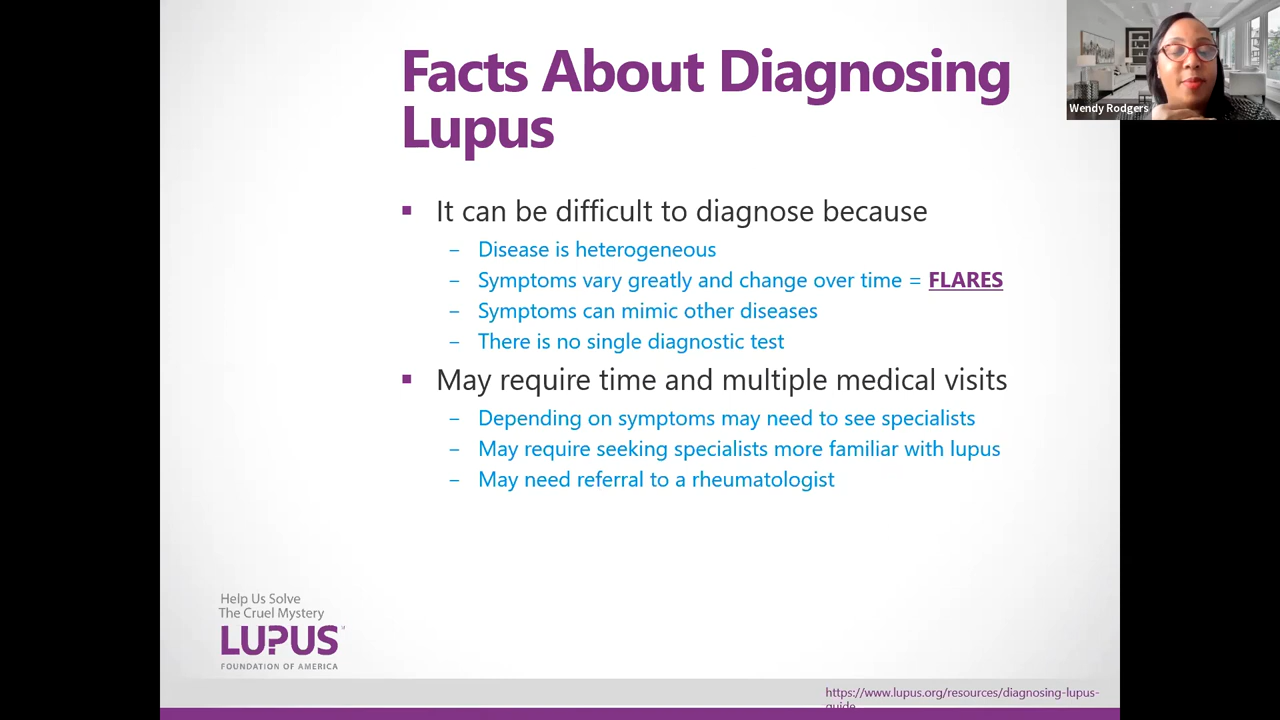 Facts About Diagnosing
Lupus
Wendy Rodgers
▪ It can be difficult to diagnose because
– Disease is heterogeneous
– Symptoms vary greatly and change over time = FLARES
– Symptoms can mimic other diseases
– There is no single diagnostic test
▪ May require time and multiple medical visits
– Depending on symptoms may need to see specialists
– May require seeking specialists more familiar with lupus
– May need referral to a rheumatologist
Help Us Solve
The Cruel Mystery
LUPUS
FOUNDATION OF AMERICA
https://www.lupus.org/resources/diagnosing-lupus-
guide